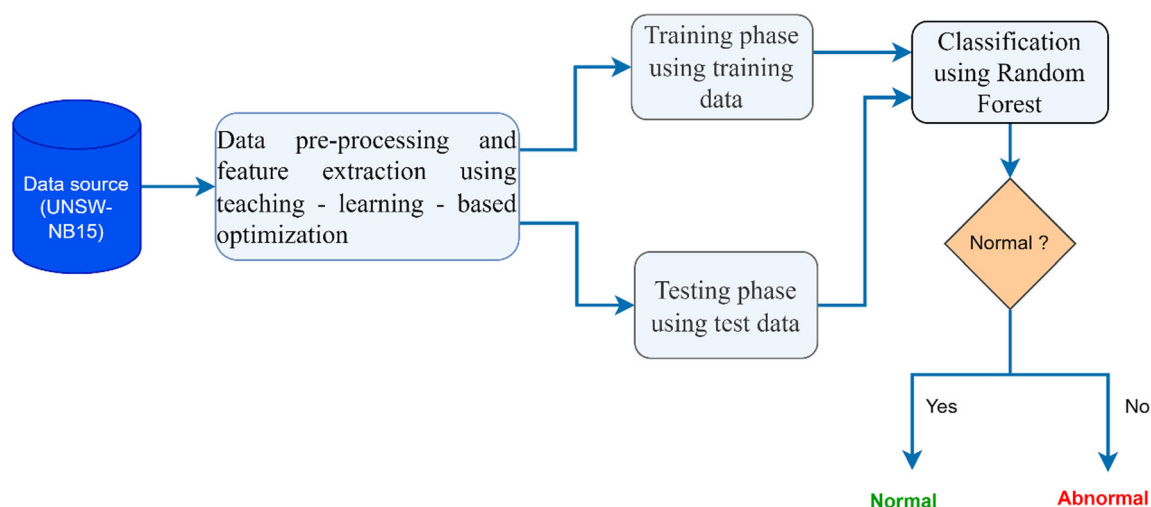 Data source
(UNSW-
NB15)
Data pre-processing and
feature extraction using
teaching - learning - based
optimization
Training phase
using training
data
Testing phase
using test data
Classification
using Random
Forest
Normal ?
Yes
No
Normal
Abnormal